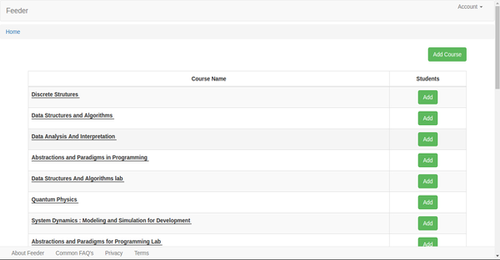 Feeder
Account
Home
Add Course
Course Name Students
Discrete Strutures Add
Data Structures and Algorithms Add
Data Analysis And Interpretation Add
Abstractions and Paradigms in Programming Add
Data Structures And Algorithms lab Add
Quantum Physics Add
System Dynamics : Modeling and Simulation for Development Add
Abstractions and Paradigms for Programming Lab Add
About Feeder Common FAQ's Privacy Terms